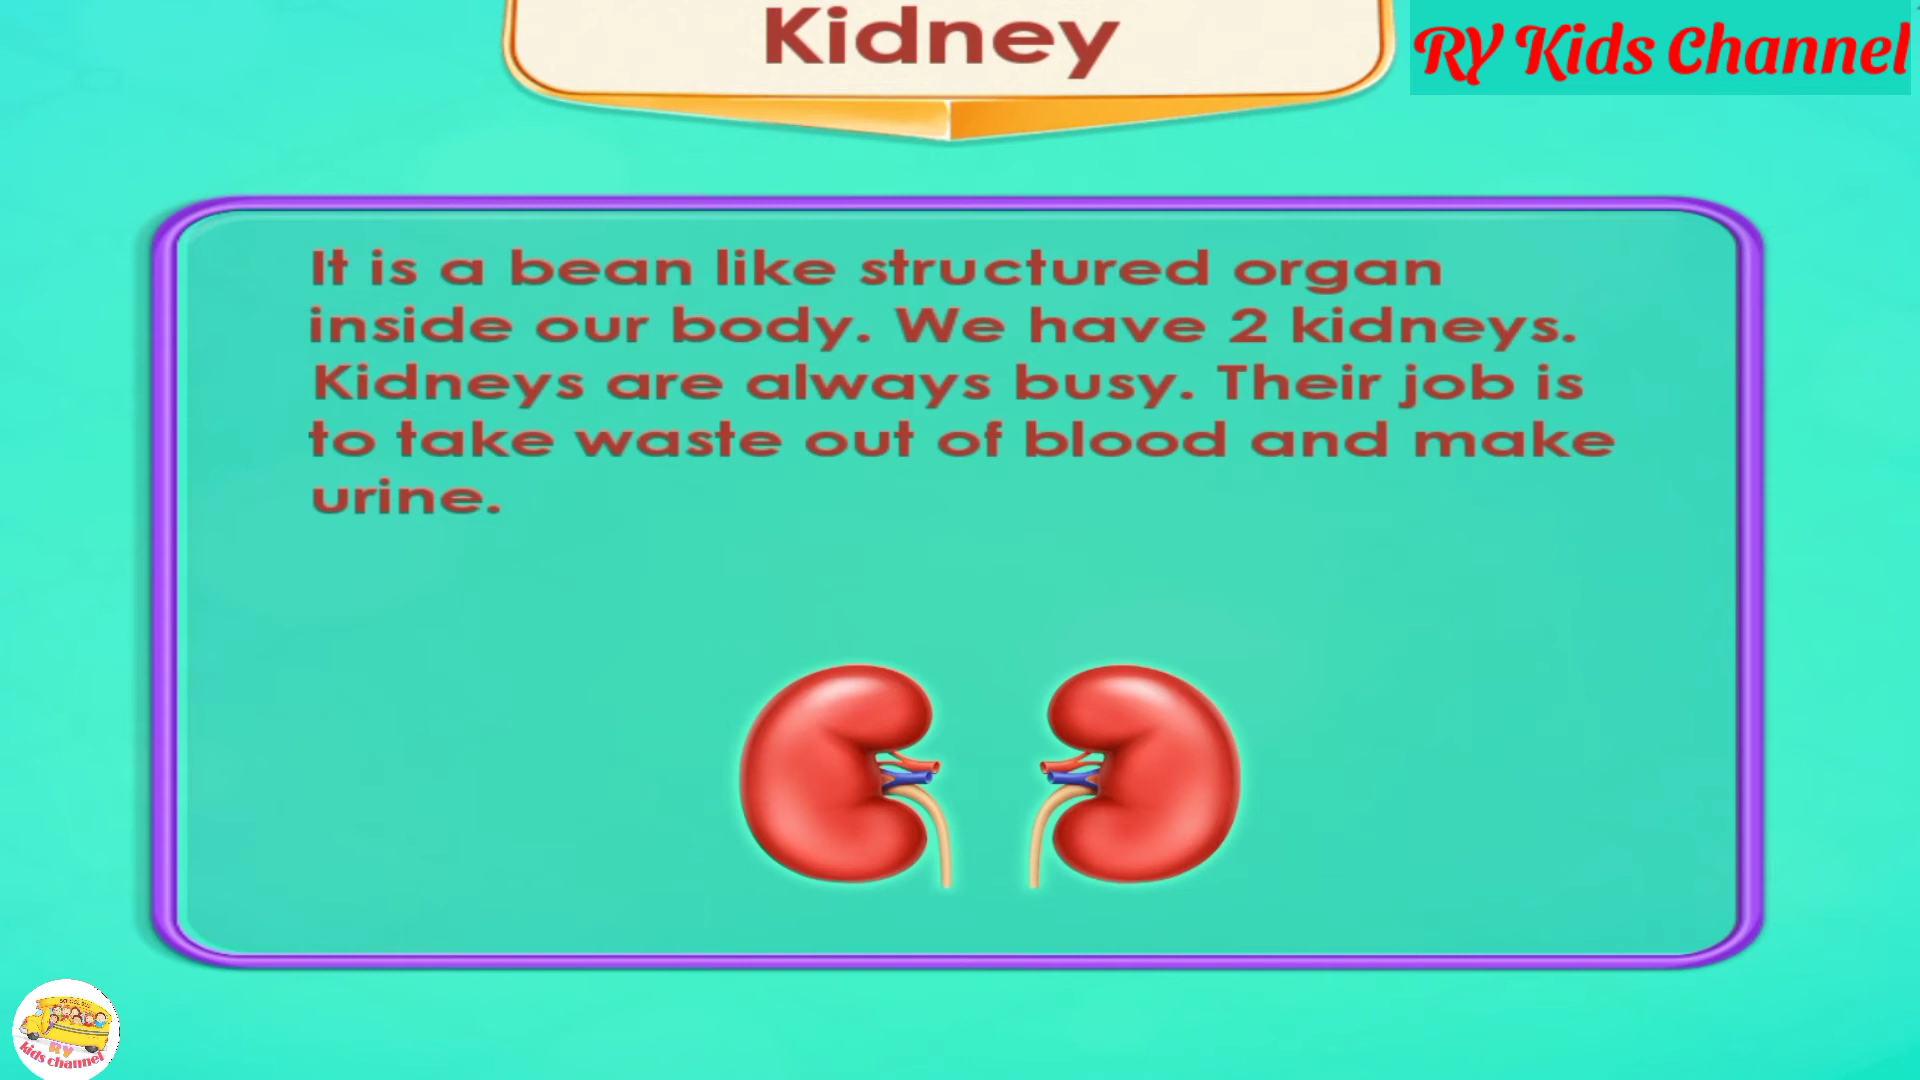 Kidney
RY Kids Channel
It is a bean like structured organ
inside our body. We have 2 kidneys.
Kidneys are always busy. Their job is
to take waste out of blood and make
urine.
RY
kids channel